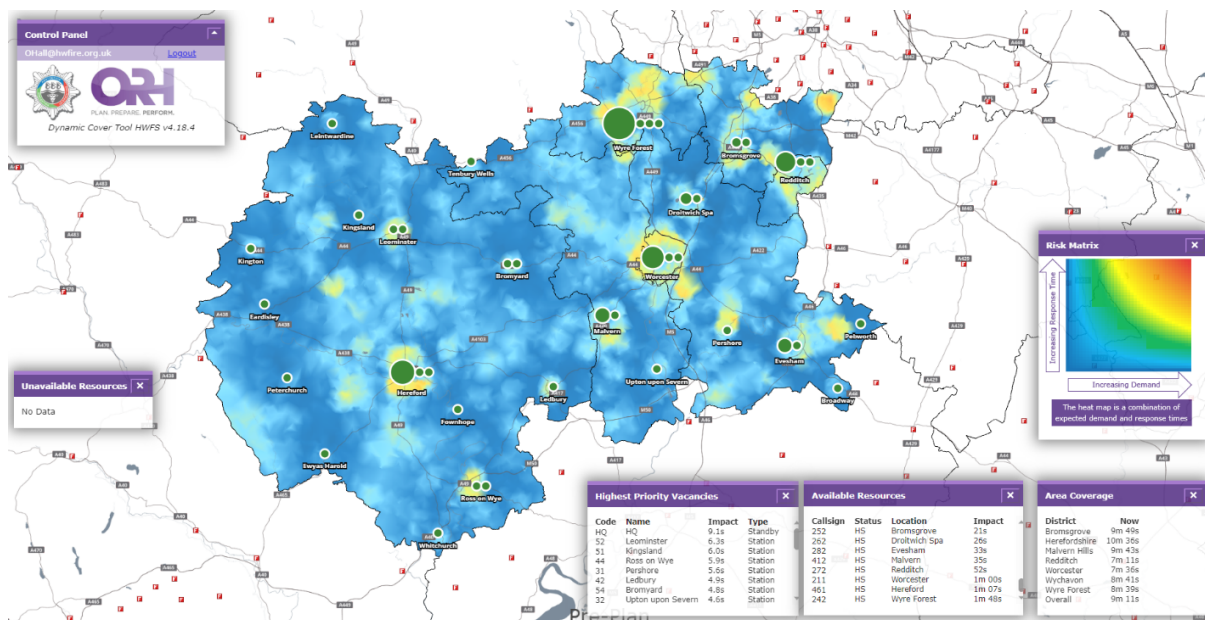 Control Panel
OHall@hwfire.org.uk Logout
ORH
PLAN. PREPARE. PERFORM.
Dynamic Cover Tool HWFS v4.18.4
Leintwardine
Tenbury Wells
Wyre Forest
Bromsgrove
Redditch
Droitwich Spa
Kingsland
Leominster
Kington
Bromyard
Worcester
Eardisley
Malvern
Pershore
Evesham
Pebworth
Peterchurch
Hereford
Upton upon Severn
Ledbury
Broadway
Fownhope
Ewyas Harold
Ross on Wye
Whitchurch
Unavailable Resources
No Data
Risk Matrix
Increasing Response Time
Increasing Demand
The heat map is a combination of
expected demand and response times
Highest Priority Vacancies
Code Name Impact Type
HQ HQ 9.1s Standby
52 Leominster 6.3s Station
51 Kingsland 6.0s Station
44 Ross on Wye 5.9s Station
31 Pershore 5.6s Station
42 Ledbury 4.9s Station
54 Bromyard 4.8s Station
32 Upton upon Severn 4.6s Station
Available Resources
Callsign Status Location Impact
252 HS Bromsgrove 21s
262 HS Droitwich Spa 26s
282 HS Evesham 33s
412 HS Malvern 35s
272 HS Redditch 52s
211 HS Worcester 1m 00s
461 HS Hereford 1m 07s
242 HS Wyre Forest 1m 48s
Area Coverage
District Now
Bromsgrove 9m 49s
Herefordshire 10m 36s
Malvern Hills 9m 43s
Redditch 7m 11s
Worcester 7m 36s
Wychavon 8m 41s
Wyre Forest 8m 39s
Overall 9m 11s
Pre-Plan